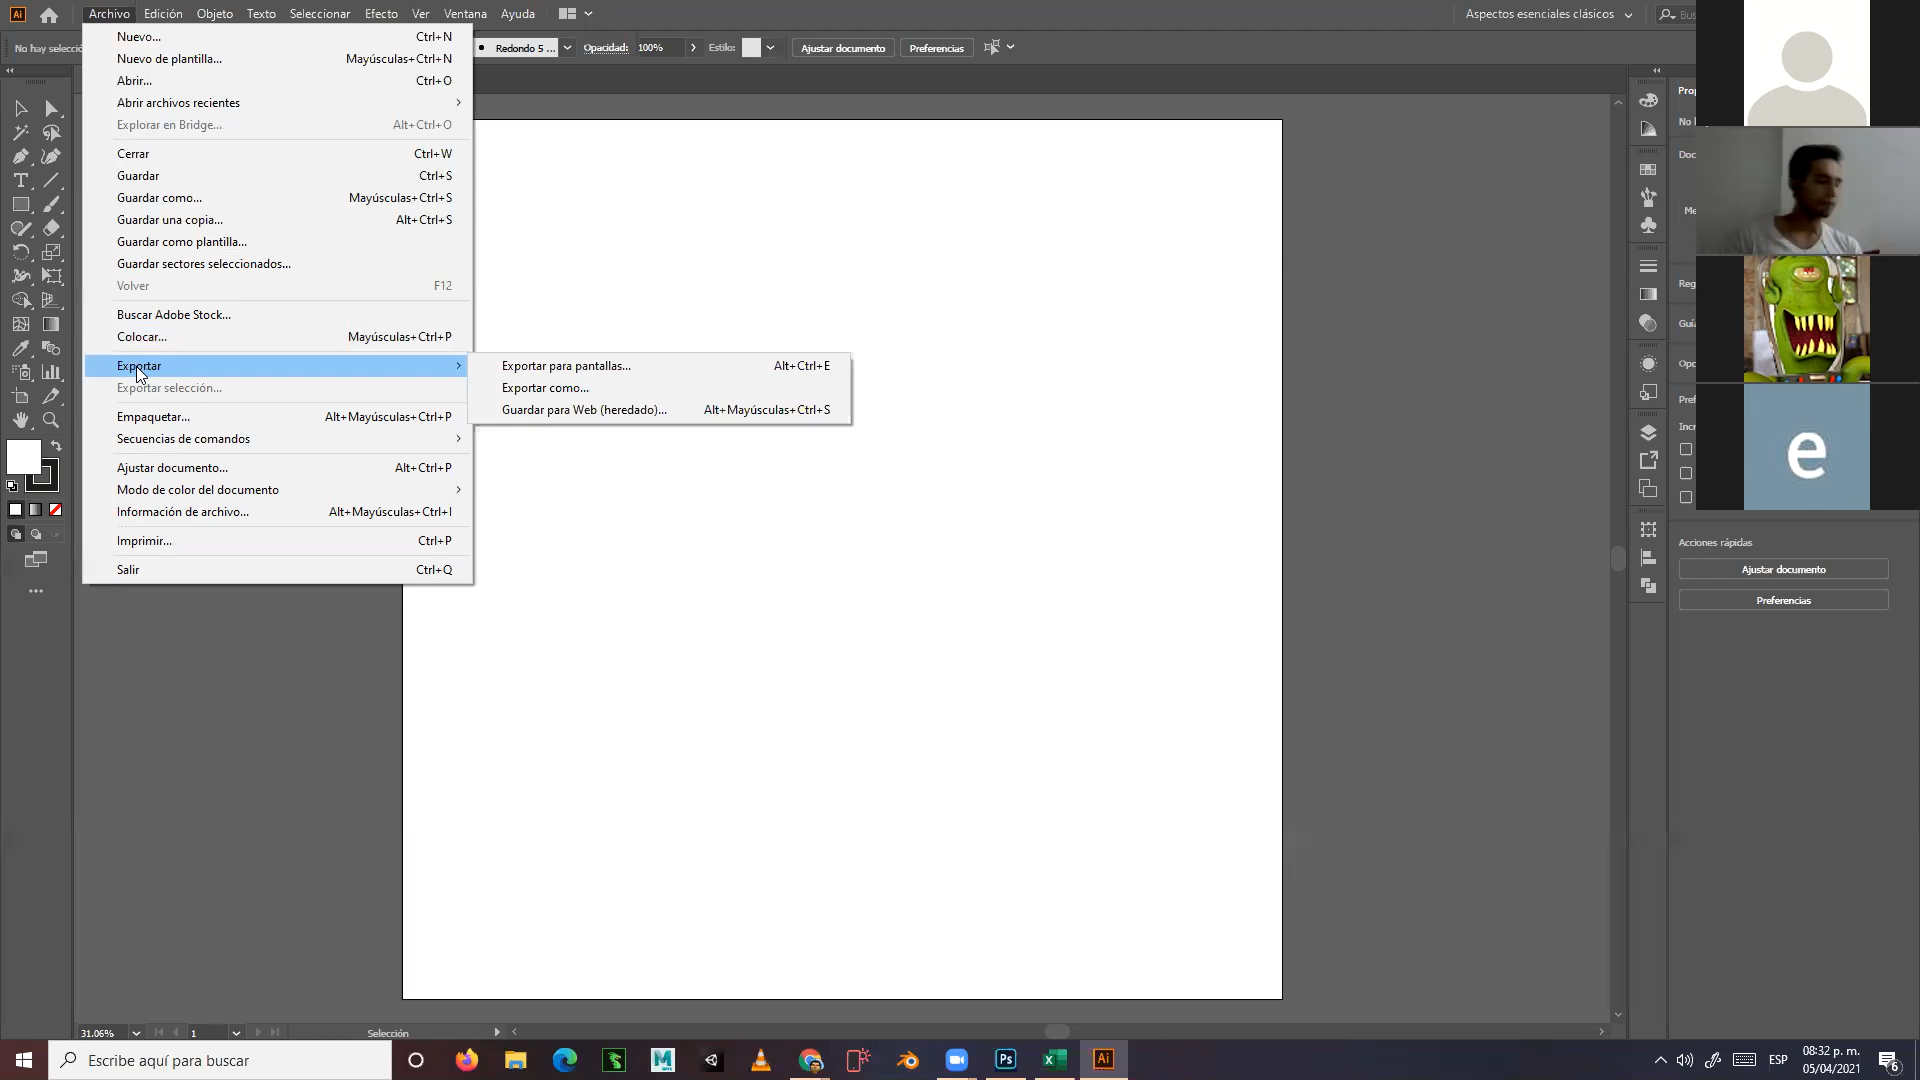 Ai Archivo Edición Objeto Texto Seleccionar Efecto Ver Ventana Ayuda Aspectos esenciales clásicos
No hay Redondo 5 ... Opacidad: 100% Estilo: Ajustar documento Preferencias
Nuevo... Ctrl+N
Nuevo de plantilla... Mayúsculas+Ctrl+N
Abrir... Ctrl+O
Abrir archivos recientes
Explorar en Bridge... Alt+Ctrl+O
Cerrar Ctrl+W
Guardar Ctrl+S
Guardar como... Mayúsculas+Ctrl+S
Guardar una copia... Alt+Ctrl+S
Guardar como plantilla...
Guardar sectores seleccionados...
Volver F12
Buscar Adobe Stock...
Colocar... Mayúsculas+Ctrl+P
Exportar
Exportar selección...
Empaquetar... Alt+Mayúsculas+Ctrl+P
Secuencias de comandos
Ajustar documento... Alt+Ctrl+P
Modo de color del documento
Información de archivo... Alt+Mayúsculas+Ctrl+I
Imprimir... Ctrl+P
Salir Ctrl+Q
Exportar para pantallas... Alt+Ctrl+E
Exportar como...
Guardar para Web (heredado)... Alt+Mayúsculas+Ctrl+S
e
Acciones rápidas
Ajustar documento
Preferencias
31.06% 1 Selección
Escribe aquí para buscar
Ps
Ai
ESP
08:32 p. m.
05/04/2021
6